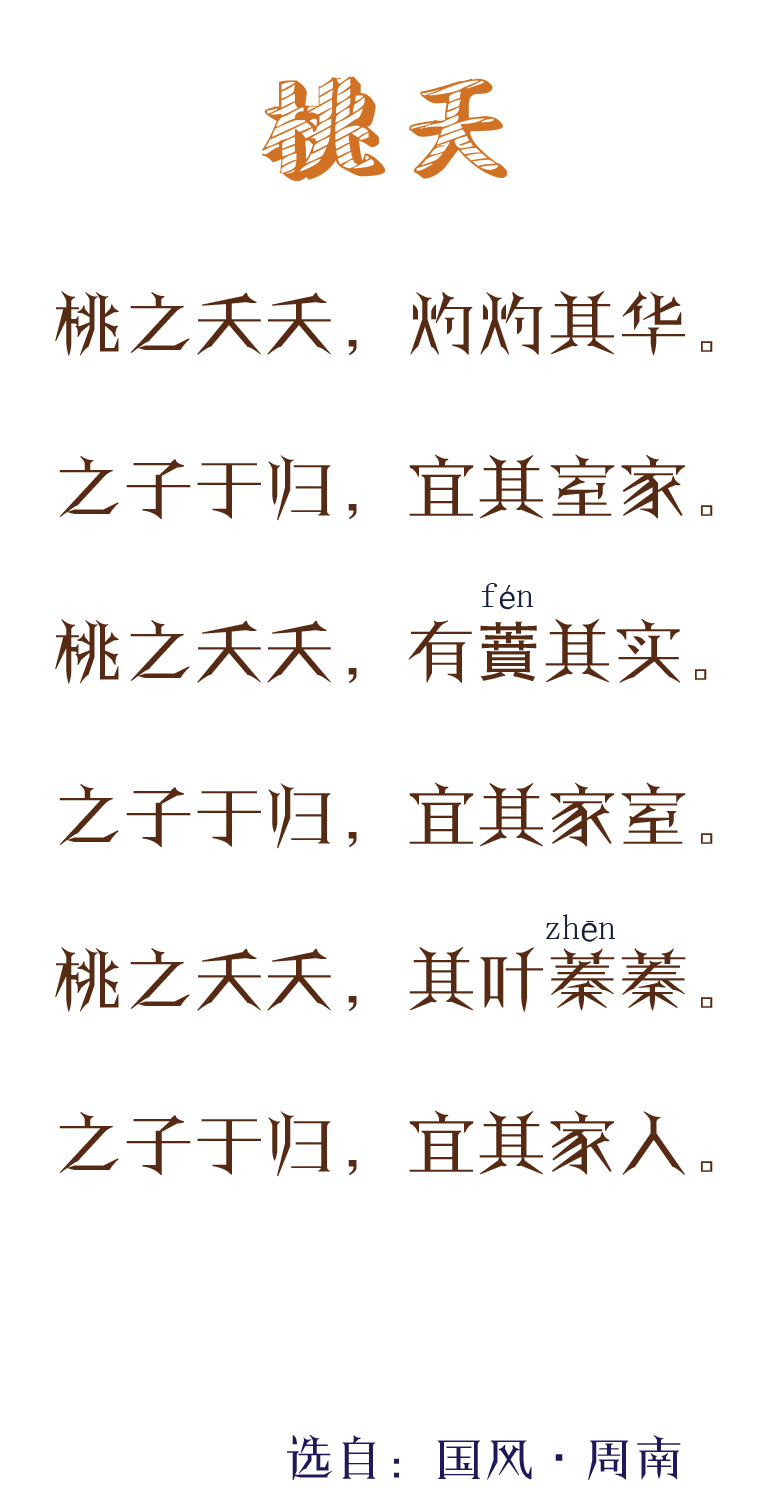 桃夭
桃之夭夭，灼灼其华。
之子于归，宜其室家。
fén
桃之夭夭，有蕡其实。
之子于归，宜其家室。
zhēn
桃之夭夭，其叶蓁蓁。
之子于归，宜其家人。
选自：国风·周南